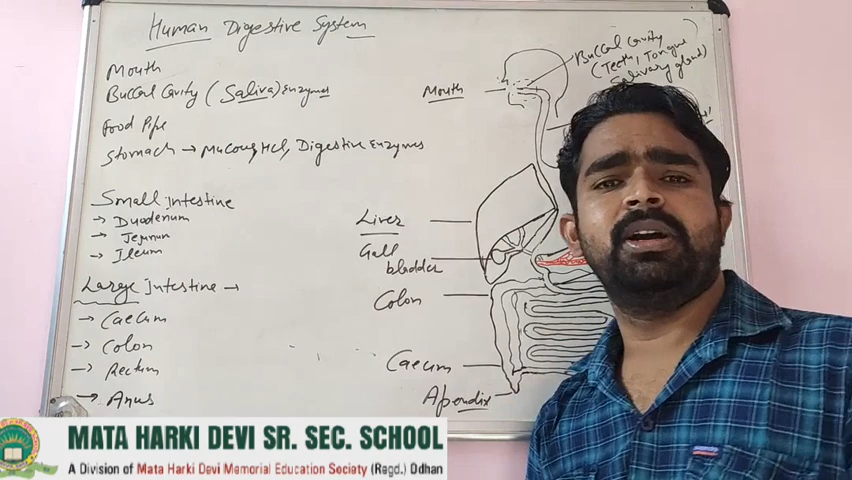 Human Digestive System
Mouth
Buccal Cavity (Saliva) Enzymes
Food Pipe
Stomach → Mucous, HCl, Digestive Enzymes
Small Intestine
→ Duodenum
→ Jejunum
→ Ileum
Large Intestine →
→ Caecum
→ Colon
→ Rectum
→ Anus
Buccal Cavity
(Teeth, Tongue
Salivary gland)
Mouth
Liver
Gall
bladder
Colon
Caecum
Apendix
MATA HARKI DEVI SR. SEC. SCHOOL
A Division of Mata Harki Devi Memorial Education Society (Regd.) Odhan